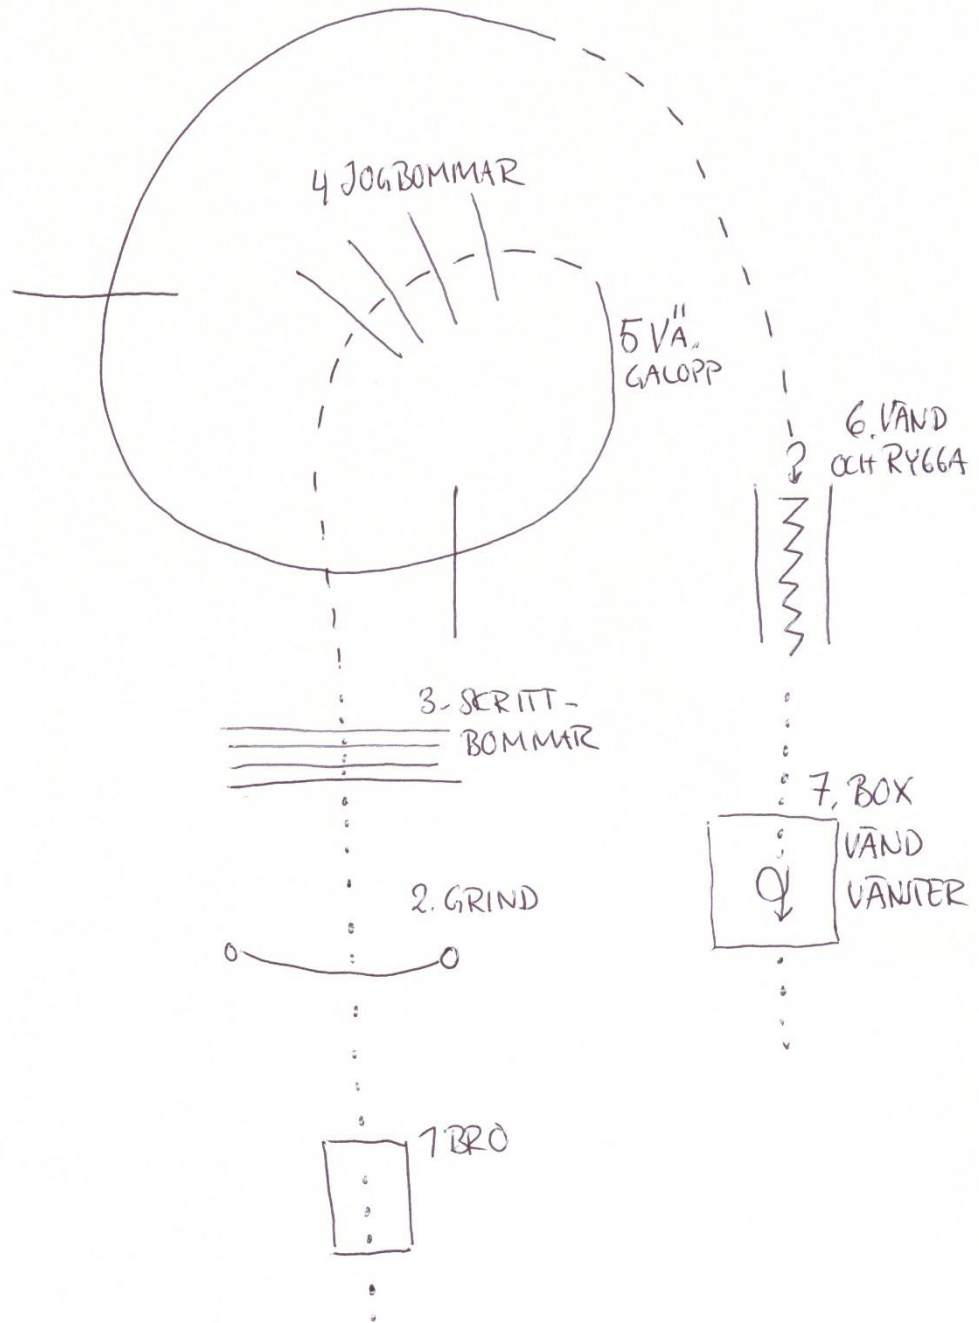 4 JOGBOMMAR
5 VÄ.
GALOPP
6. VÄND
OCH RYGGA
3- SKRITT-
BOMMAR
7. BOX
VÄND
VÄNSTER
2. GRIND
1 BRO